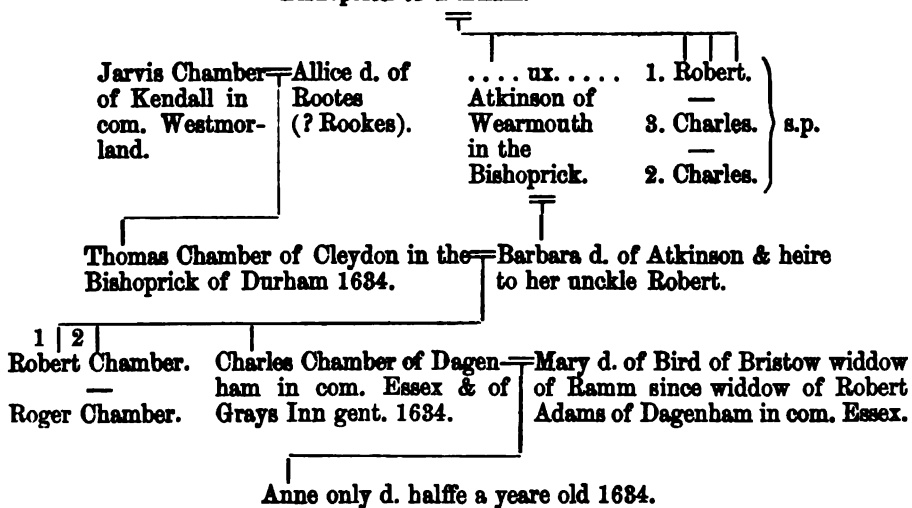 Jarvis Chamber
of Kendall in
com. Westmor-
land.
Allice d. of
Rootes
(? Rookes).
.... ux.....
Atkinson of
Wearmouth
in the
Bishoprick.
1. Robert.
—
3. Charles.
—
2. Charles.
s.p.
Thomas Chamber of Cleydon in the
Bishoprick of Durham 1634.
Barbara d. of Atkinson & heire
to her unckle Robert.
1 2
Robert Chamber.
—
Roger Chamber.
Charles Chamber of Dagen-
ham in com. Essex & of
Grays Inn gent. 1634.
Mary d. of Bird of Bristow widdow
of Ramm since widdow of Robert
Adams of Dagenham in com. Essex.
Anne only d. halffe a yeare old 1634.